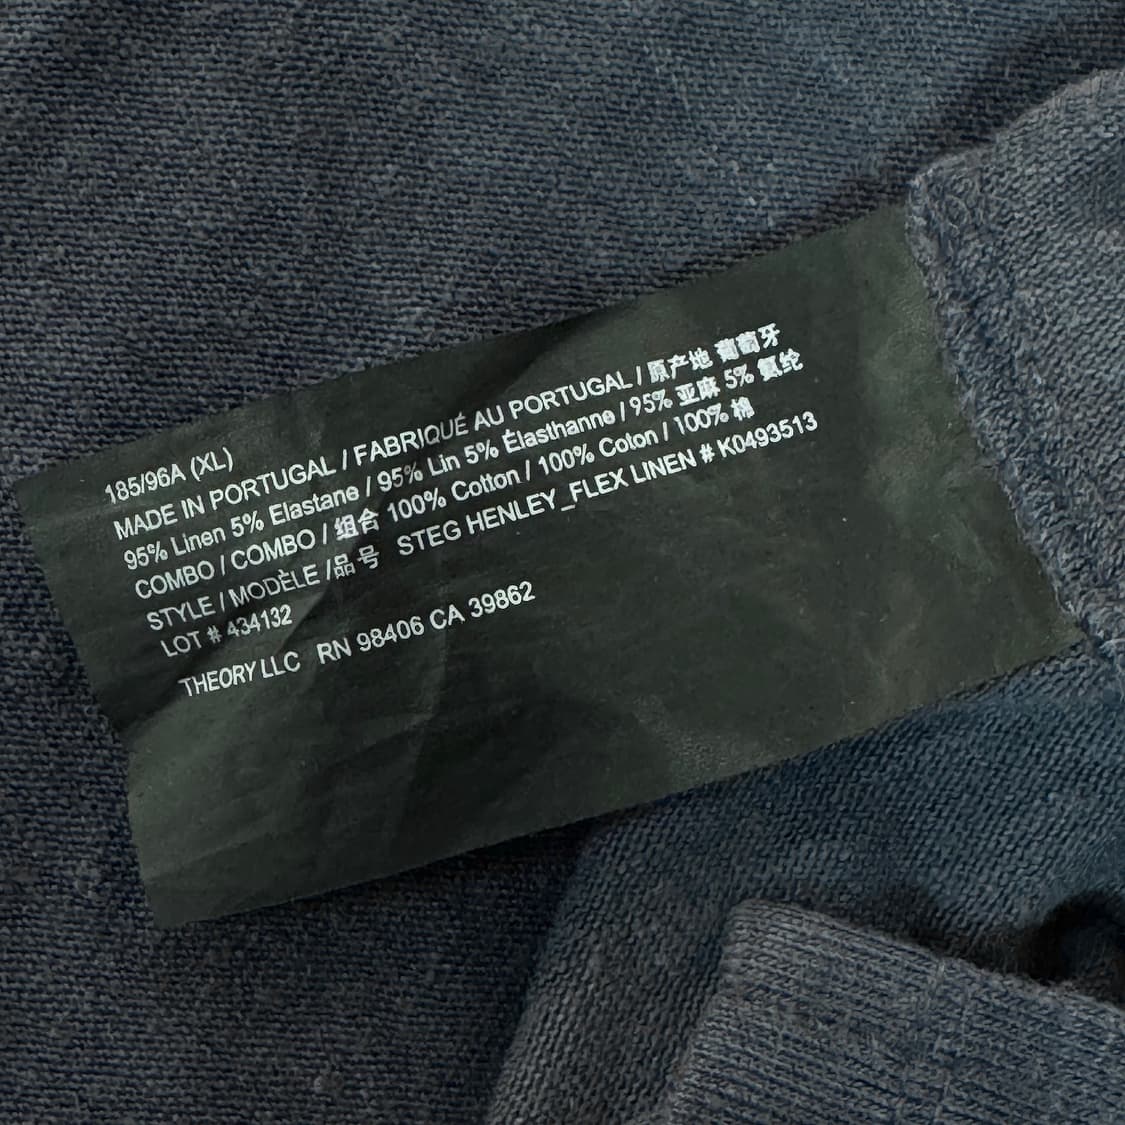 185/96A (XL)
MADE IN PORTUGAL / FABRIQUÉ AU PORTUGAL / 原产地 葡萄牙
95% Linen 5% Elastane / 95% Lin 5% Élasthanne / 95% 亚麻 5% 氨纶
COMBO / COMBO / 组合 100% Cotton / 100% Coton / 100% 棉
STYLE / MODÈLE /品号 STEG HENLEY_FLEX LINEN # K0493513
LOT # 434132
THEORY LLC RN 98406 CA 39862